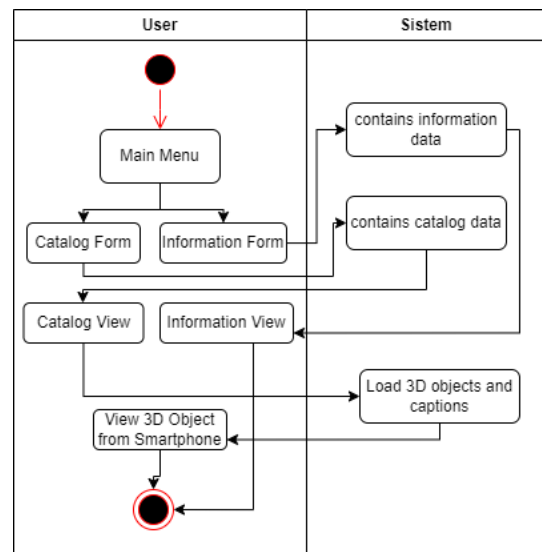 User
Sistem
contains information
data
Main Menu
contains catalog data
Catalog Form
Information Form
Catalog View
Information View
Load 3D objects and
captions
View 3D Object
from Smartphone